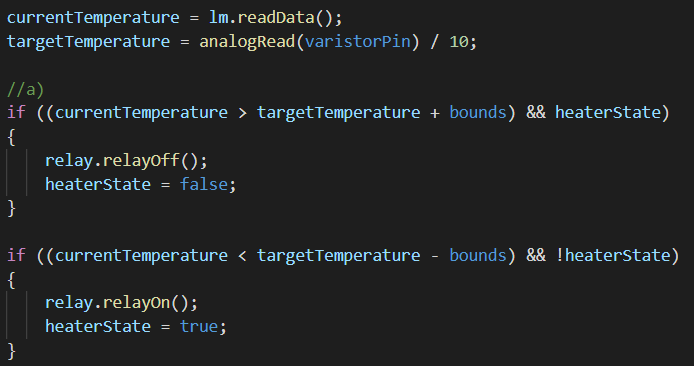 currentTemperature = lm.readData();
targetTemperature = analogRead(varistorPin) / 10;
//a)
if ((currentTemperature > targetTemperature + bounds) && heaterState)
{
relay.relayOff();
heaterState = false;
}
if ((currentTemperature < targetTemperature - bounds) && !heaterState)
{
relay.relayOn();
heaterState = true;
}